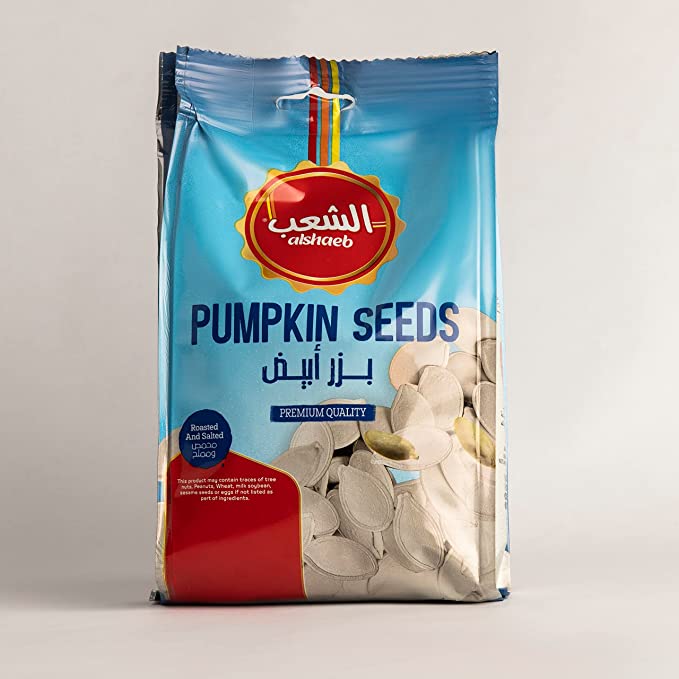 الشعب
alshaeb
PUMPKIN SEEDS
بزر أبيض
PREMIUM QUALITY
Roasted
And Salted
محمص
ومملح
This product may contain traces of tree
nuts, Peanuts, Wheat, milk soybean,
sesame seeds or eggs if not listed as
part of ingredients.